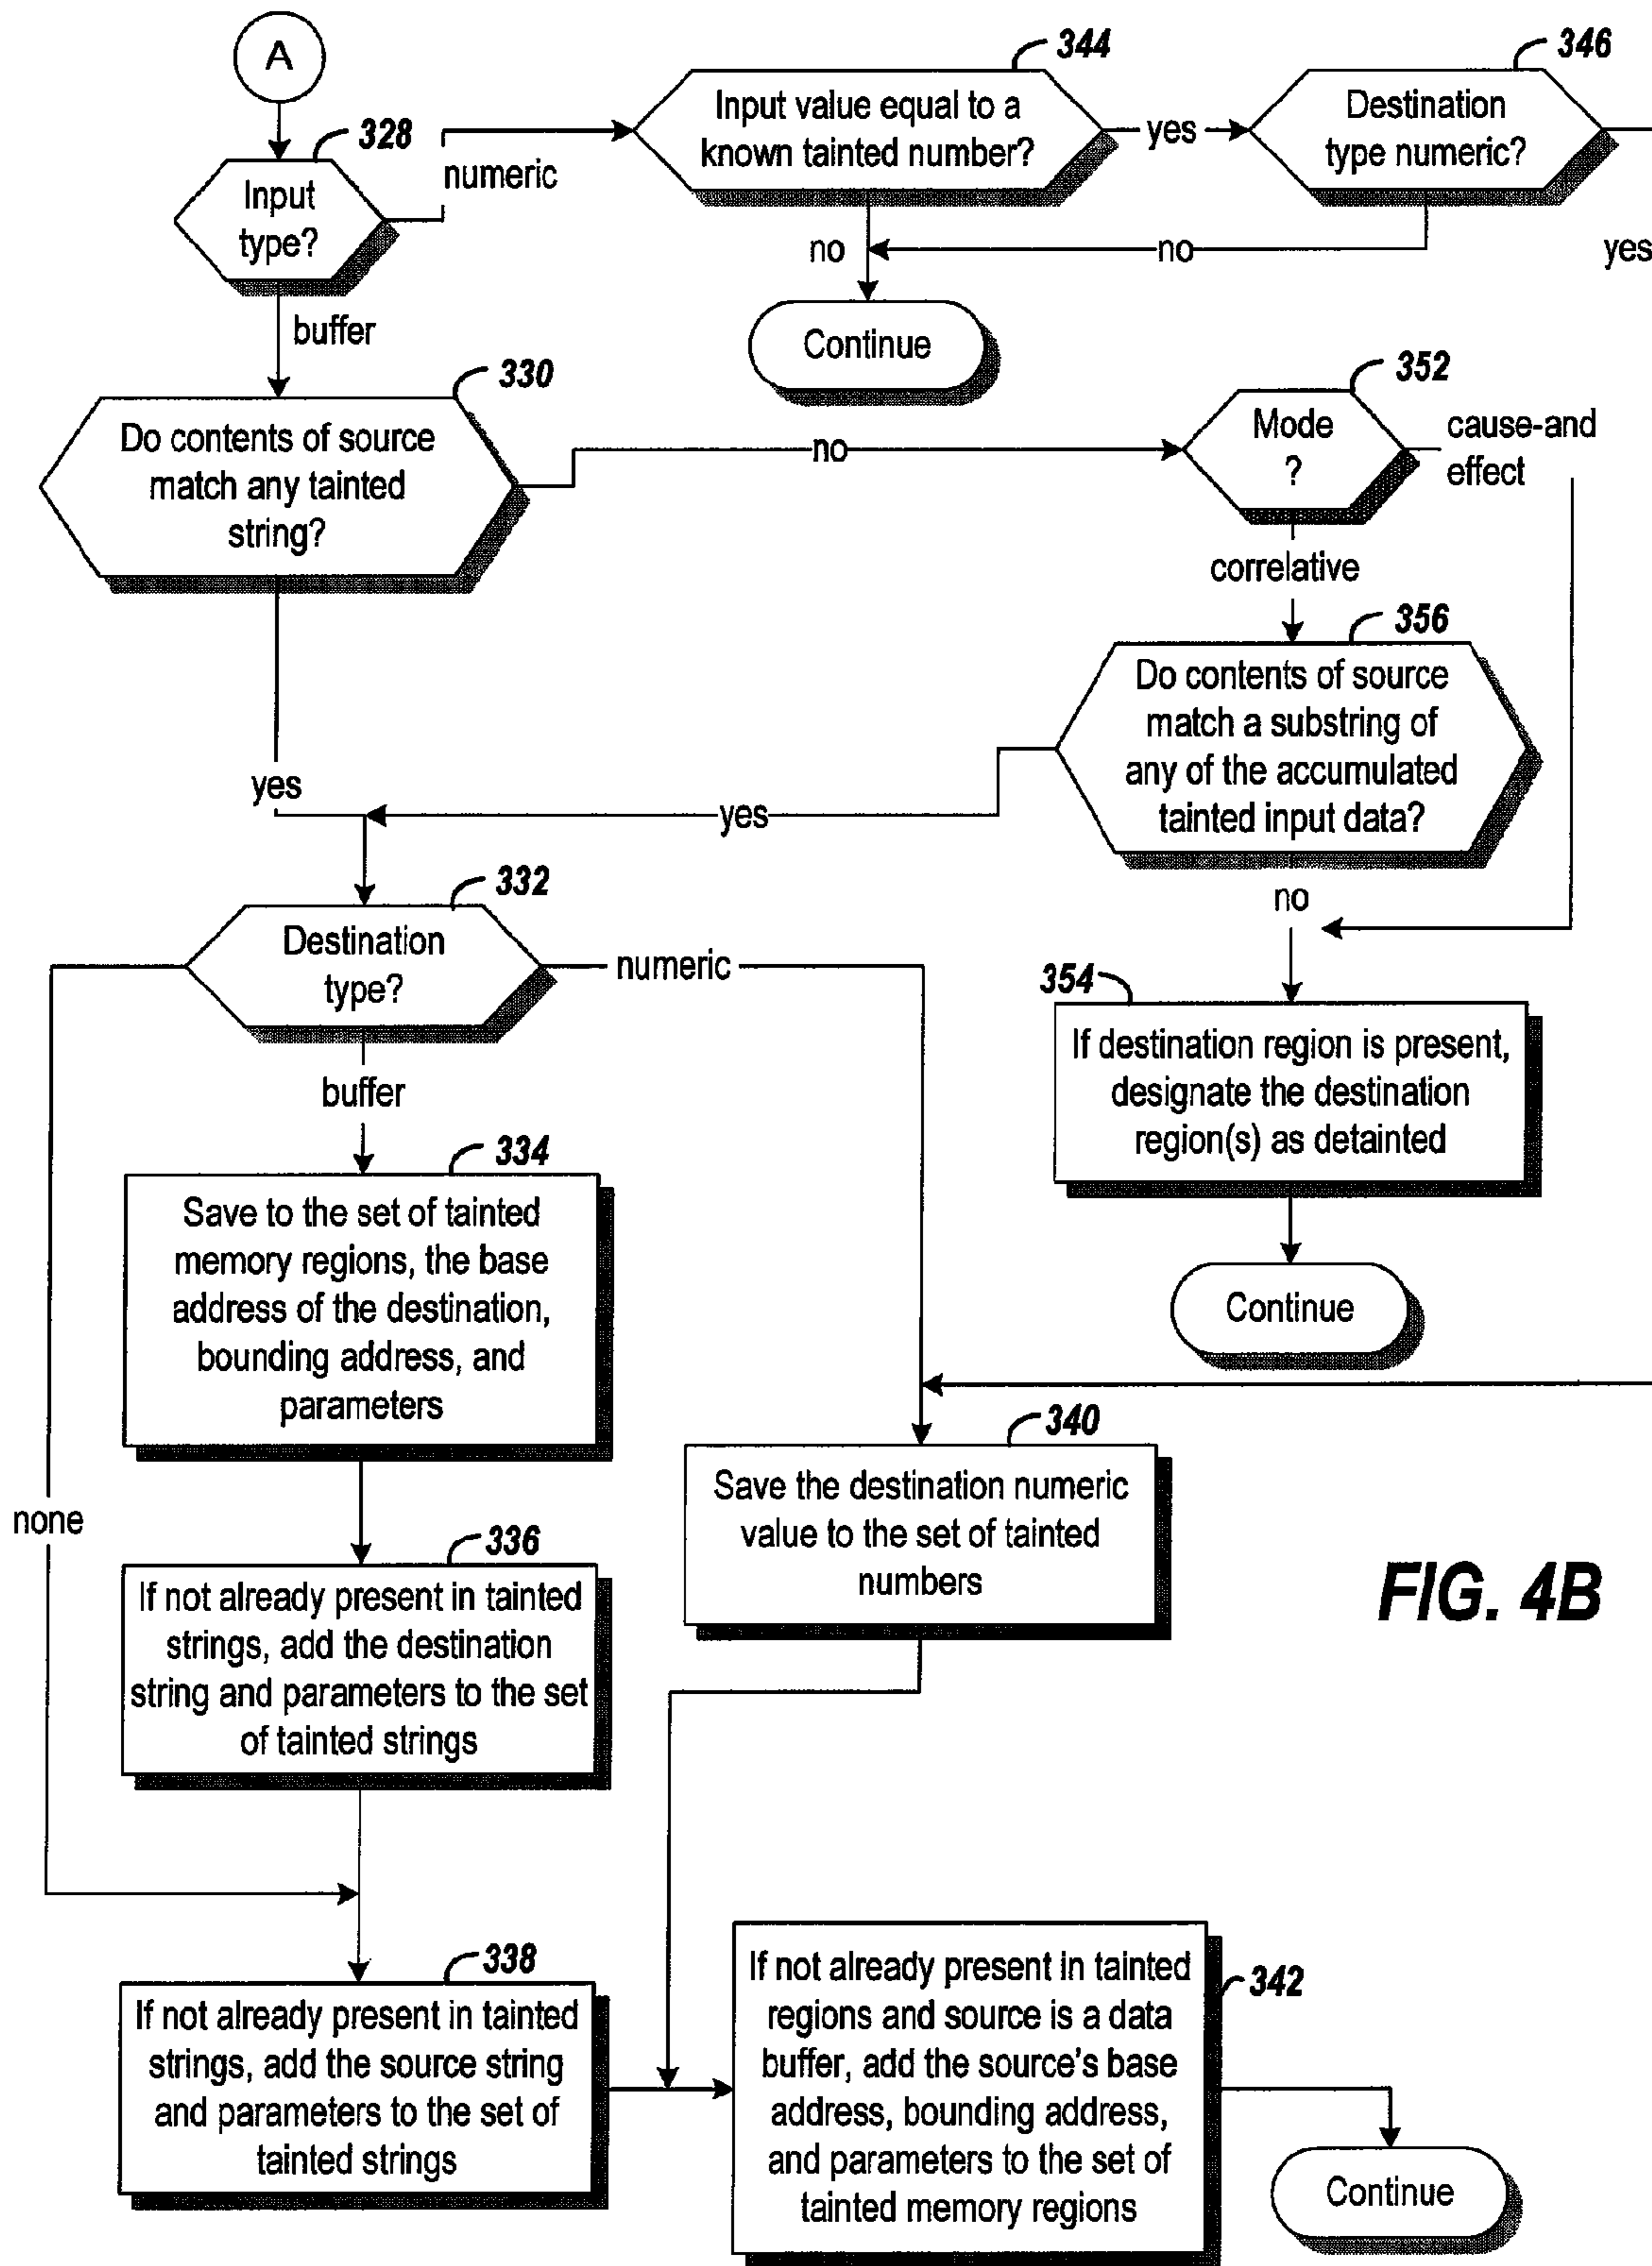 A
328
Input
type?
numeric
344
Input value equal to a
known tainted number?
yes
346
Destination
type numeric?
no
no
yes
Continue
buffer
330
Do contents of source
match any tainted
string?
no
352
Mode
?
cause-and
effect
correlative
356
Do contents of source
match a substring of
any of the accumulated
tainted input data?
yes
yes
no
332
Destination
type?
numeric
354
If destination region is present,
designate the destination
region(s) as detainted
Continue
buffer
334
Save to the set of tainted
memory regions, the base
address of the destination,
bounding address, and
parameters
340
Save the destination numeric
value to the set of tainted
numbers
none
336
If not already present in tainted
strings, add the destination
string and parameters to the set
of tainted strings
FIG. 4B
338
If not already present in tainted
strings, add the source string
and parameters to the set of
tainted strings
342
If not already present in tainted
regions and source is a data
buffer, add the source's base
address, bounding address,
and parameters to the set of
tainted memory regions
Continue